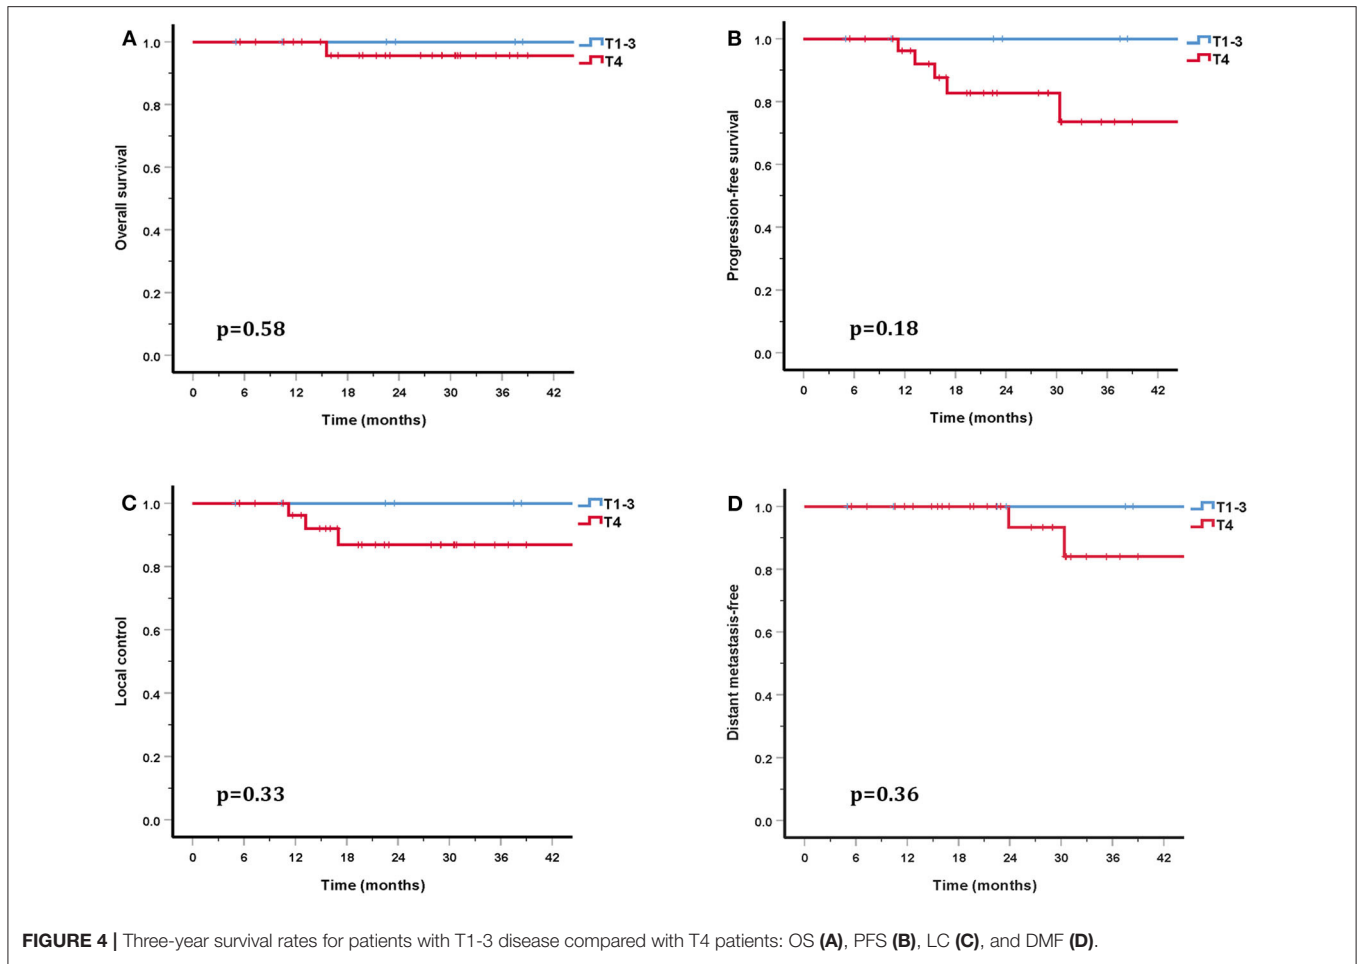 A
T1-3
T4
1.0
0.8
0.6
0.4
0.2
0.0
Overall survival
p=0.58
0 6 12 18 24 30 36 42
Time (months)
B
T1-3
T4
1.0
0.8
0.6
0.4
0.2
0.0
Progression-free survival
p=0.18
0 6 12 18 24 30 36 42
Time (months)
C
T1-3
T4
1.0
0.8
0.6
0.4
0.2
0.0
Local control
p=0.33
0 6 12 18 24 30 36 42
Time (months)
D
T1-3
T4
1.0
0.8
0.6
0.4
0.2
0.0
Distant metastasis-free
p=0.36
0 6 12 18 24 30 36 42
Time (months)
FIGURE 4 | Three-year survival rates for patients with T1-3 disease compared with T4 patients: OS (A), PFS (B), LC (C), and DMF (D).